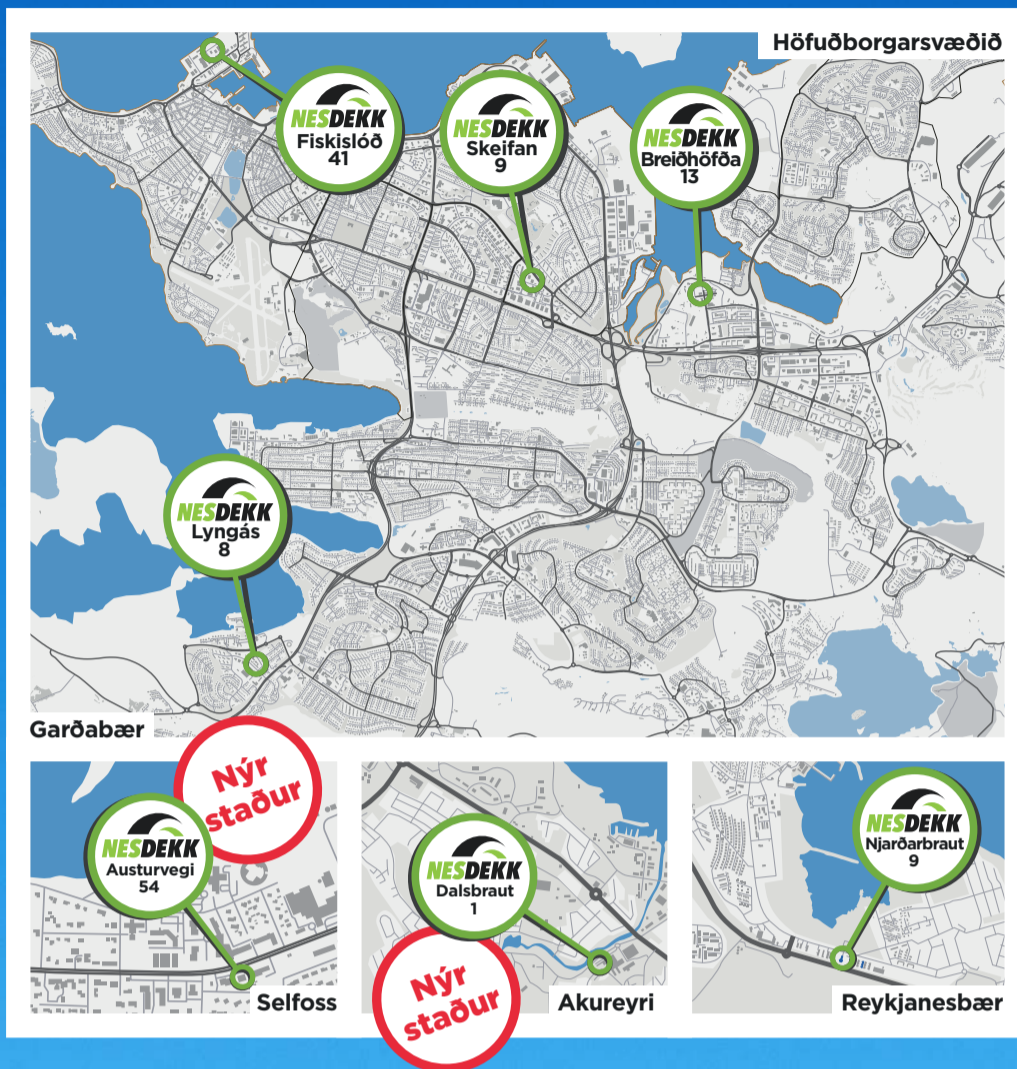 Höfuðborgarsvæðið
NESDEKK
Fiskislóð
41
NESDEKK
Skeifan
9
NESDEKK
Breiðhöfða
13
NESDEKK
Lyngás
8
Garðabær
Nýr
staður
NESDEKK
Austurvegi
54
Selfoss
NESDEKK
Dalsbraut
1
Nýr
staður
Akureyri
NESDEKK
Njarðarbraut
9
Reykjanesbær